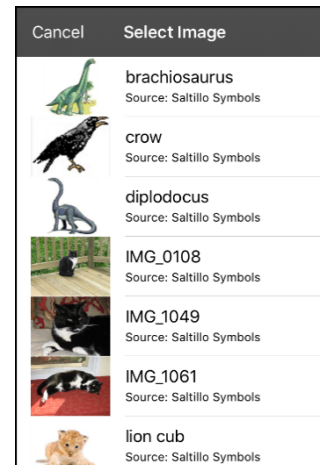 Cancel Select Image
brachiosaurus
Source: Saltillo Symbols
crow
Source: Saltillo Symbols
diplodocus
Source: Saltillo Symbols
IMG_0108
Source: Saltillo Symbols
IMG_1049
Source: Saltillo Symbols
IMG_1061
Source: Saltillo Symbols
lion cub
Source: Saltillo Symbols